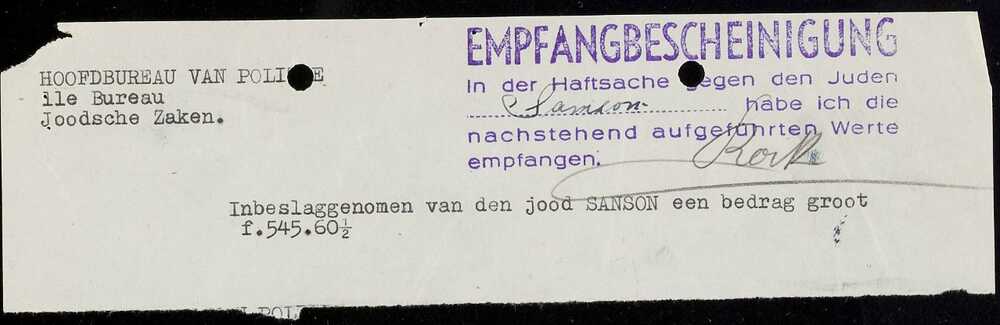 HOOFDBUREAU VAN POLITIE
ile Bureau
Joodsche Zaken.
EMPFANGBESCHEINIGUNG
In der Haftsache gegen den Juden
Samson habe ich die
nachstehend aufgeführten Werte
empfangen.
Inbeslaggenomen van den jood SANSON een bedrag groot
f.545.60½